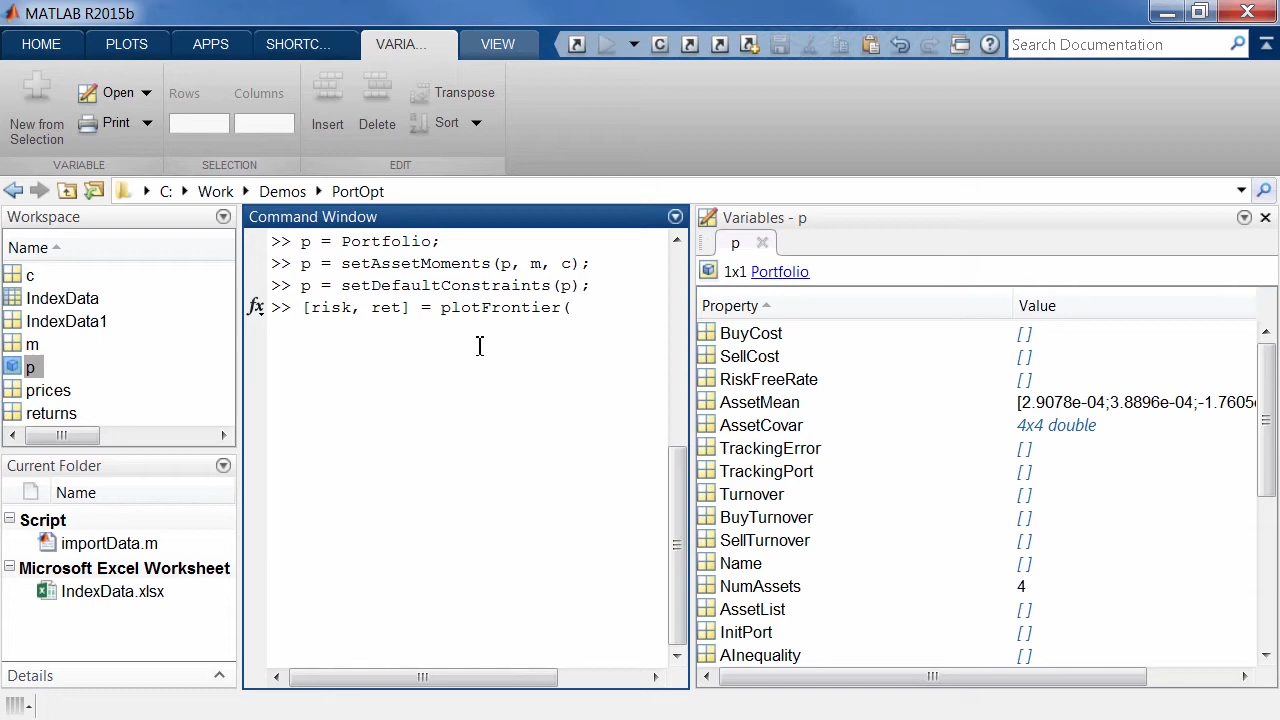 MATLAB R2015b
HOME
PLOTS
APPS
SHORTC...
VARIA...
VIEW
Search Documentation
New from Selection
Open
Print
Rows
Columns
Insert
Delete
Transpose
Sort
VARIABLE
SELECTION
EDIT
C:
Work
Demos
PortOpt
Workspace
Name
c
IndexData
IndexData1
m
p
prices
returns
Current Folder
Name
Script
importData.m
Microsoft Excel Worksheet
IndexData.xlsx
Details
Command Window
>> p = Portfolio;
>> p = setAssetMoments(p, m, c);
>> p = setDefaultConstraints(p);
fx >> [risk, ret] = plotFrontier(
Variables - p
p
1x1 Portfolio
Property Value
BuyCost []
SellCost []
RiskFreeRate []
AssetMean [2.9078e-04;3.8896e-04;-1.7605e
AssetCovar 4x4 double
TrackingError []
TrackingPort []
Turnover []
BuyTurnover []
SellTurnover []
Name []
NumAssets 4
AssetList []
InitPort []
AInequality []